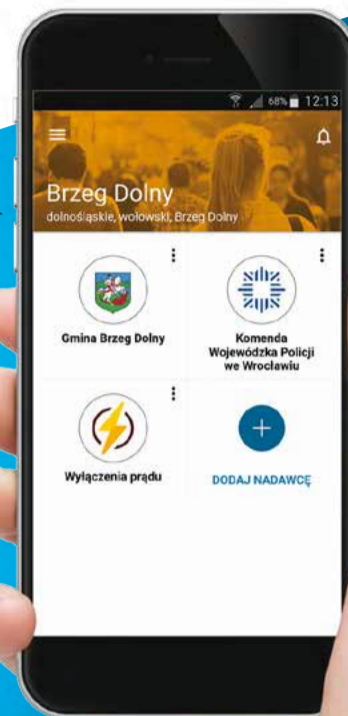 68% 12:13
Brzeg Dolny
dolnośląskie, wołowski, Brzeg Dolny
Gmina Brzeg Dolny
Komenda
Wojewódzka Policji
we Wrocławiu
Wyłączenia prądu
DODAJ NADAWCĘ